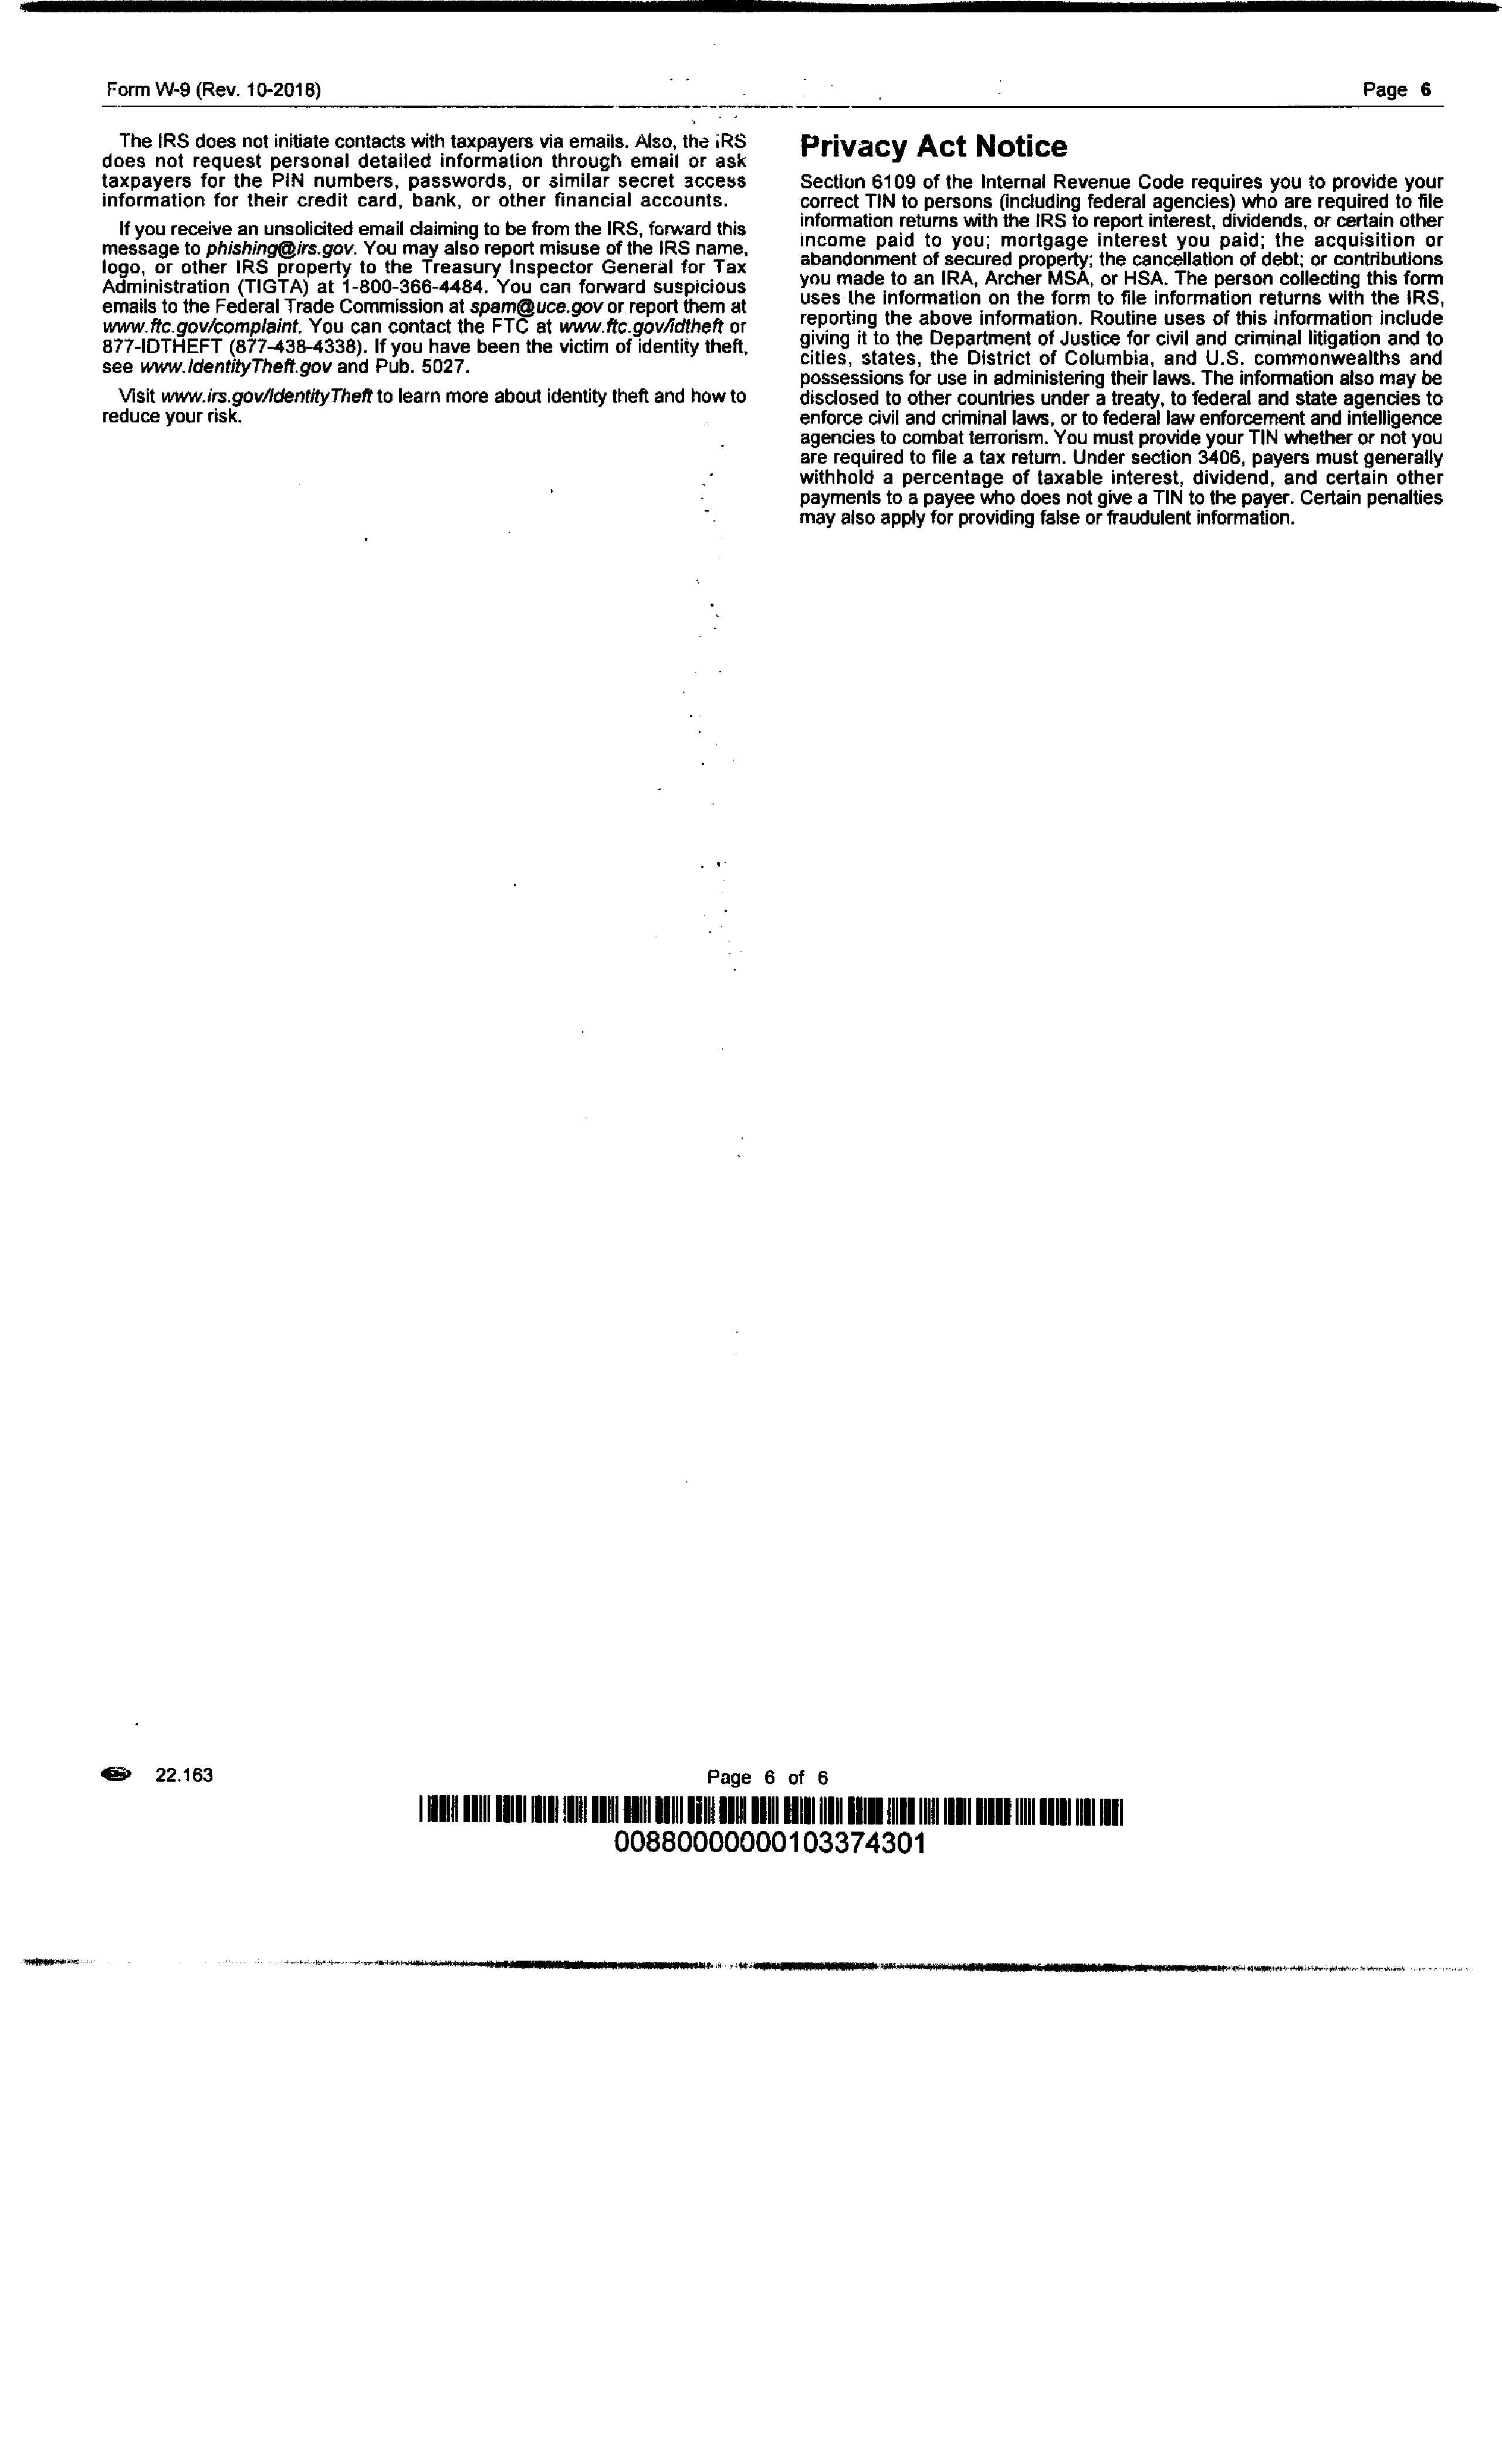 Form W-9 (Rev. 10-2018)
Page 6
The IRS does not initiate contacts with taxpayers via emails. Also, the IRS
does not request personal detailed information through email or ask
taxpayers for the PIN numbers, passwords, or similar secret access
information for their credit card, bank, or other financial accounts.
If you receive an unsolicited email claiming to be from the IRS, forward this
message to phishing@irs.gov. You may also report misuse of the IRS name,
logo, or other IRS property to the Treasury Inspector General for Tax
Administration (TIGTA) at 1-800-366-4484. You can forward suspicious
emails to the Federal Trade Commission at spam@uce.gov or report them at
www.ftc.gov/complaint. You can contact the FTC at www.ftc.gov/idtheft or
877-IDTHEFT (877-438-4338). If you have been the victim of identity theft,
see www.IdentityTheft.gov and Pub. 5027.
Visit www.irs.gov/IdentityTheft to learn more about identity theft and how to
reduce your risk.
Privacy Act Notice
Section 6109 of the Internal Revenue Code requires you to provide your
correct TIN to persons (including federal agencies) who are required to file
information returns with the IRS to report interest, dividends, or certain other
income paid to you; mortgage interest you paid; the acquisition or
abandonment of secured property; the cancellation of debt; or contributions
you made to an IRA, Archer MSA, or HSA. The person collecting this form
uses the information on the form to file information returns with the IRS,
reporting the above information. Routine uses of this information include
giving it to the Department of Justice for civil and criminal litigation and to
cities, states, the District of Columbia, and U.S. commonwealths and
possessions for use in administering their laws. The information also may be
disclosed to other countries under a treaty, to federal and state agencies to
enforce civil and criminal laws, or to federal law enforcement and intelligence
agencies to combat terrorism. You must provide your TIN whether or not you
are required to file a tax return. Under section 3406, payers must generally
withhold a percentage of taxable interest, dividend, and certain other
payments to a payee who does not give a TIN to the payer. Certain penalties
may also apply for providing false or fraudulent information.
22.163
Page 6 of 6
00880000000103374301